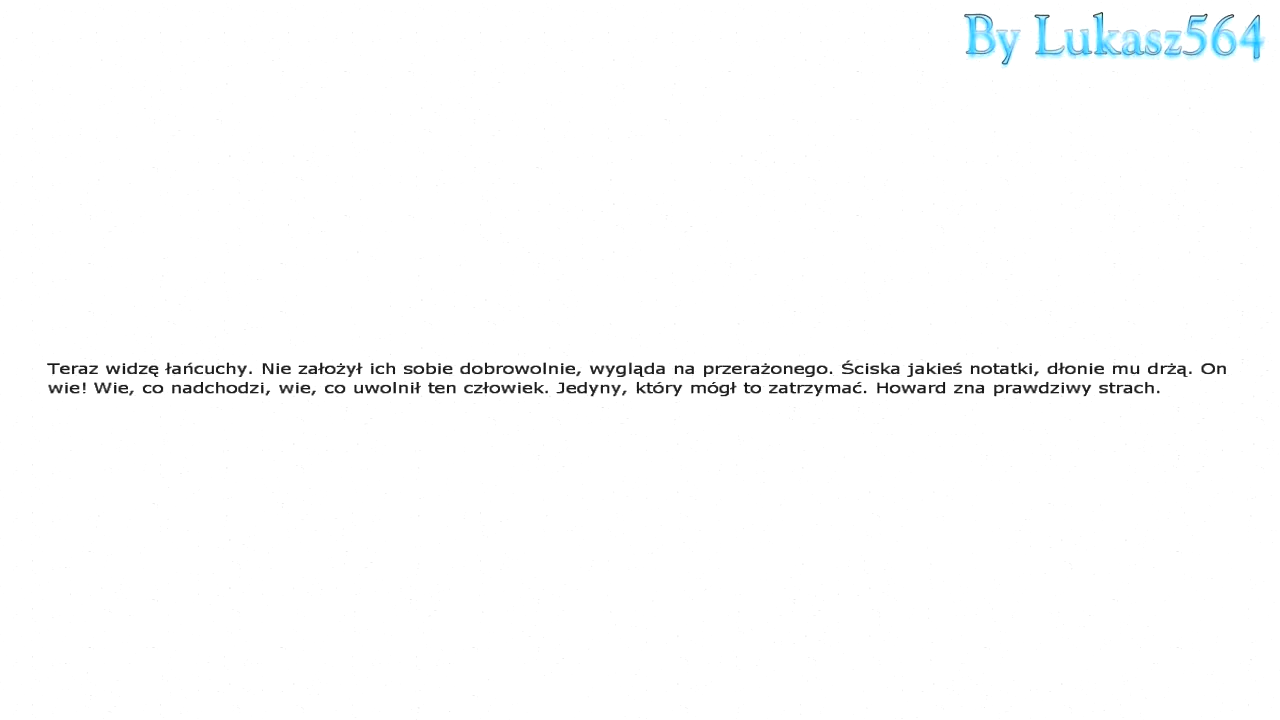 By Lukasz564
Teraz widzę łańcuchy. Nie założył ich sobie dobrowolnie, wygląda na przerażonego. Ściska jakieś notatki, dłonie mu drżą. On
wie! Wie, co nadchodzi, wie, co uwolnił ten człowiek. Jedyny, który mógł to zatrzymać. Howard zna prawdziwy strach.